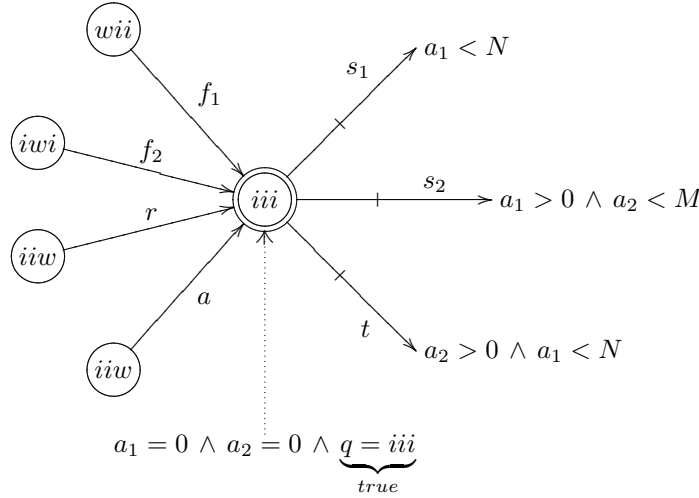 wii
s₁
a₁ < N
f₁
iwi
f₂
iii
s₂
a₁ > 0 ∧ a₂ < M
r
iiw
a
t
a₂ > 0 ∧ a₁ < N
iiw
a₁ = 0 ∧ a₂ = 0 ∧ q = iii
true